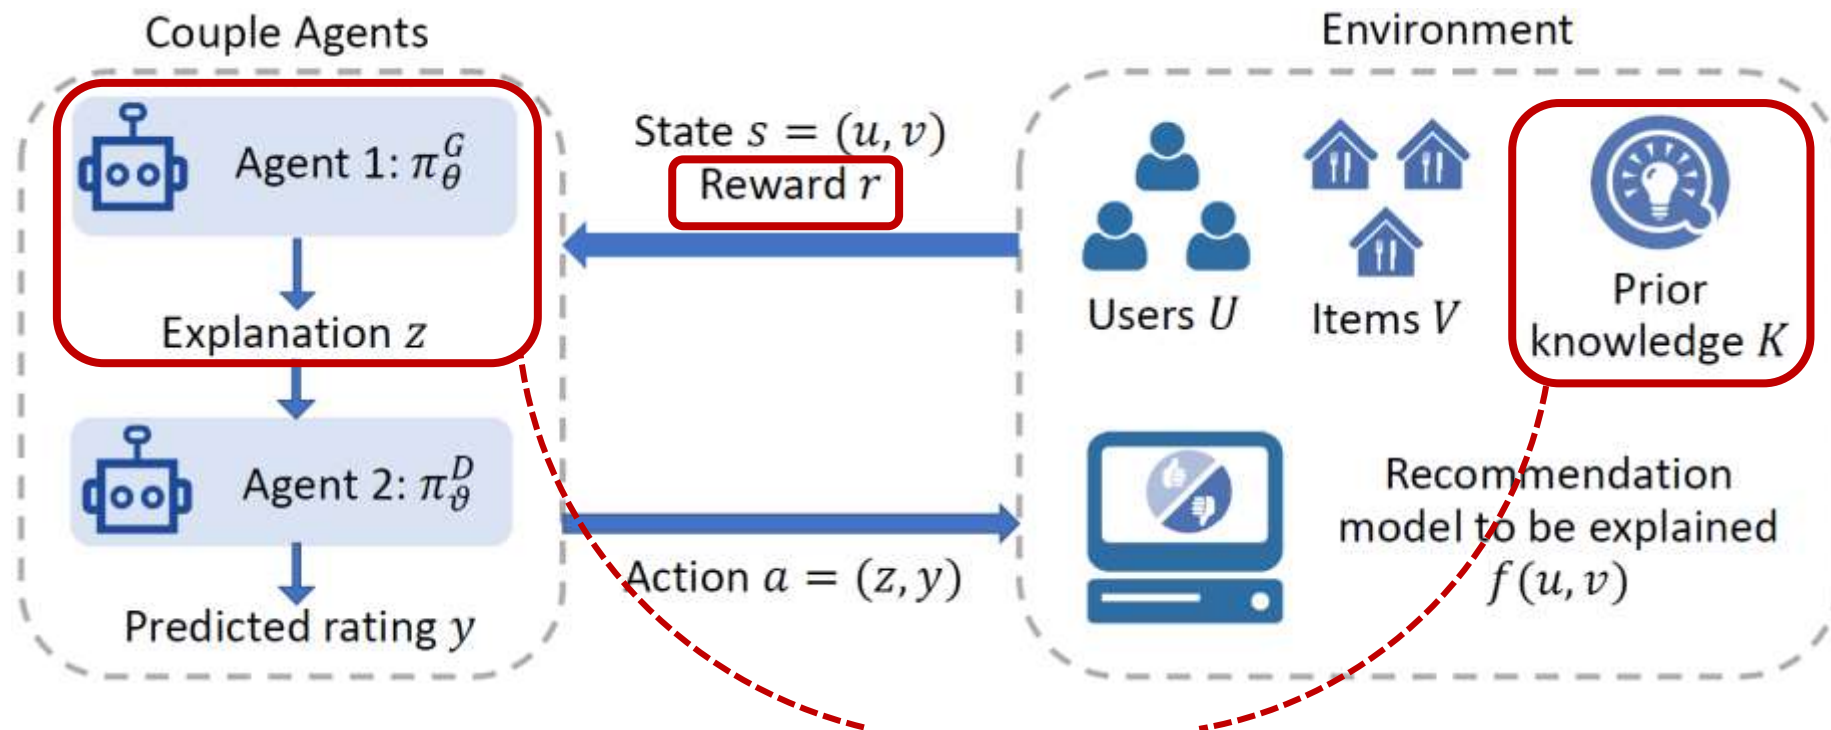 Couple Agents
Environment
Agent 1: π_θ^G
Explanation z
Agent 2: π_ϑ^D
Predicted rating y
State s = (u, v)
Reward r
Action a = (z, y)
Users U
Items V
Prior
knowledge K
Recommendation
model to be explained
f(u, v)